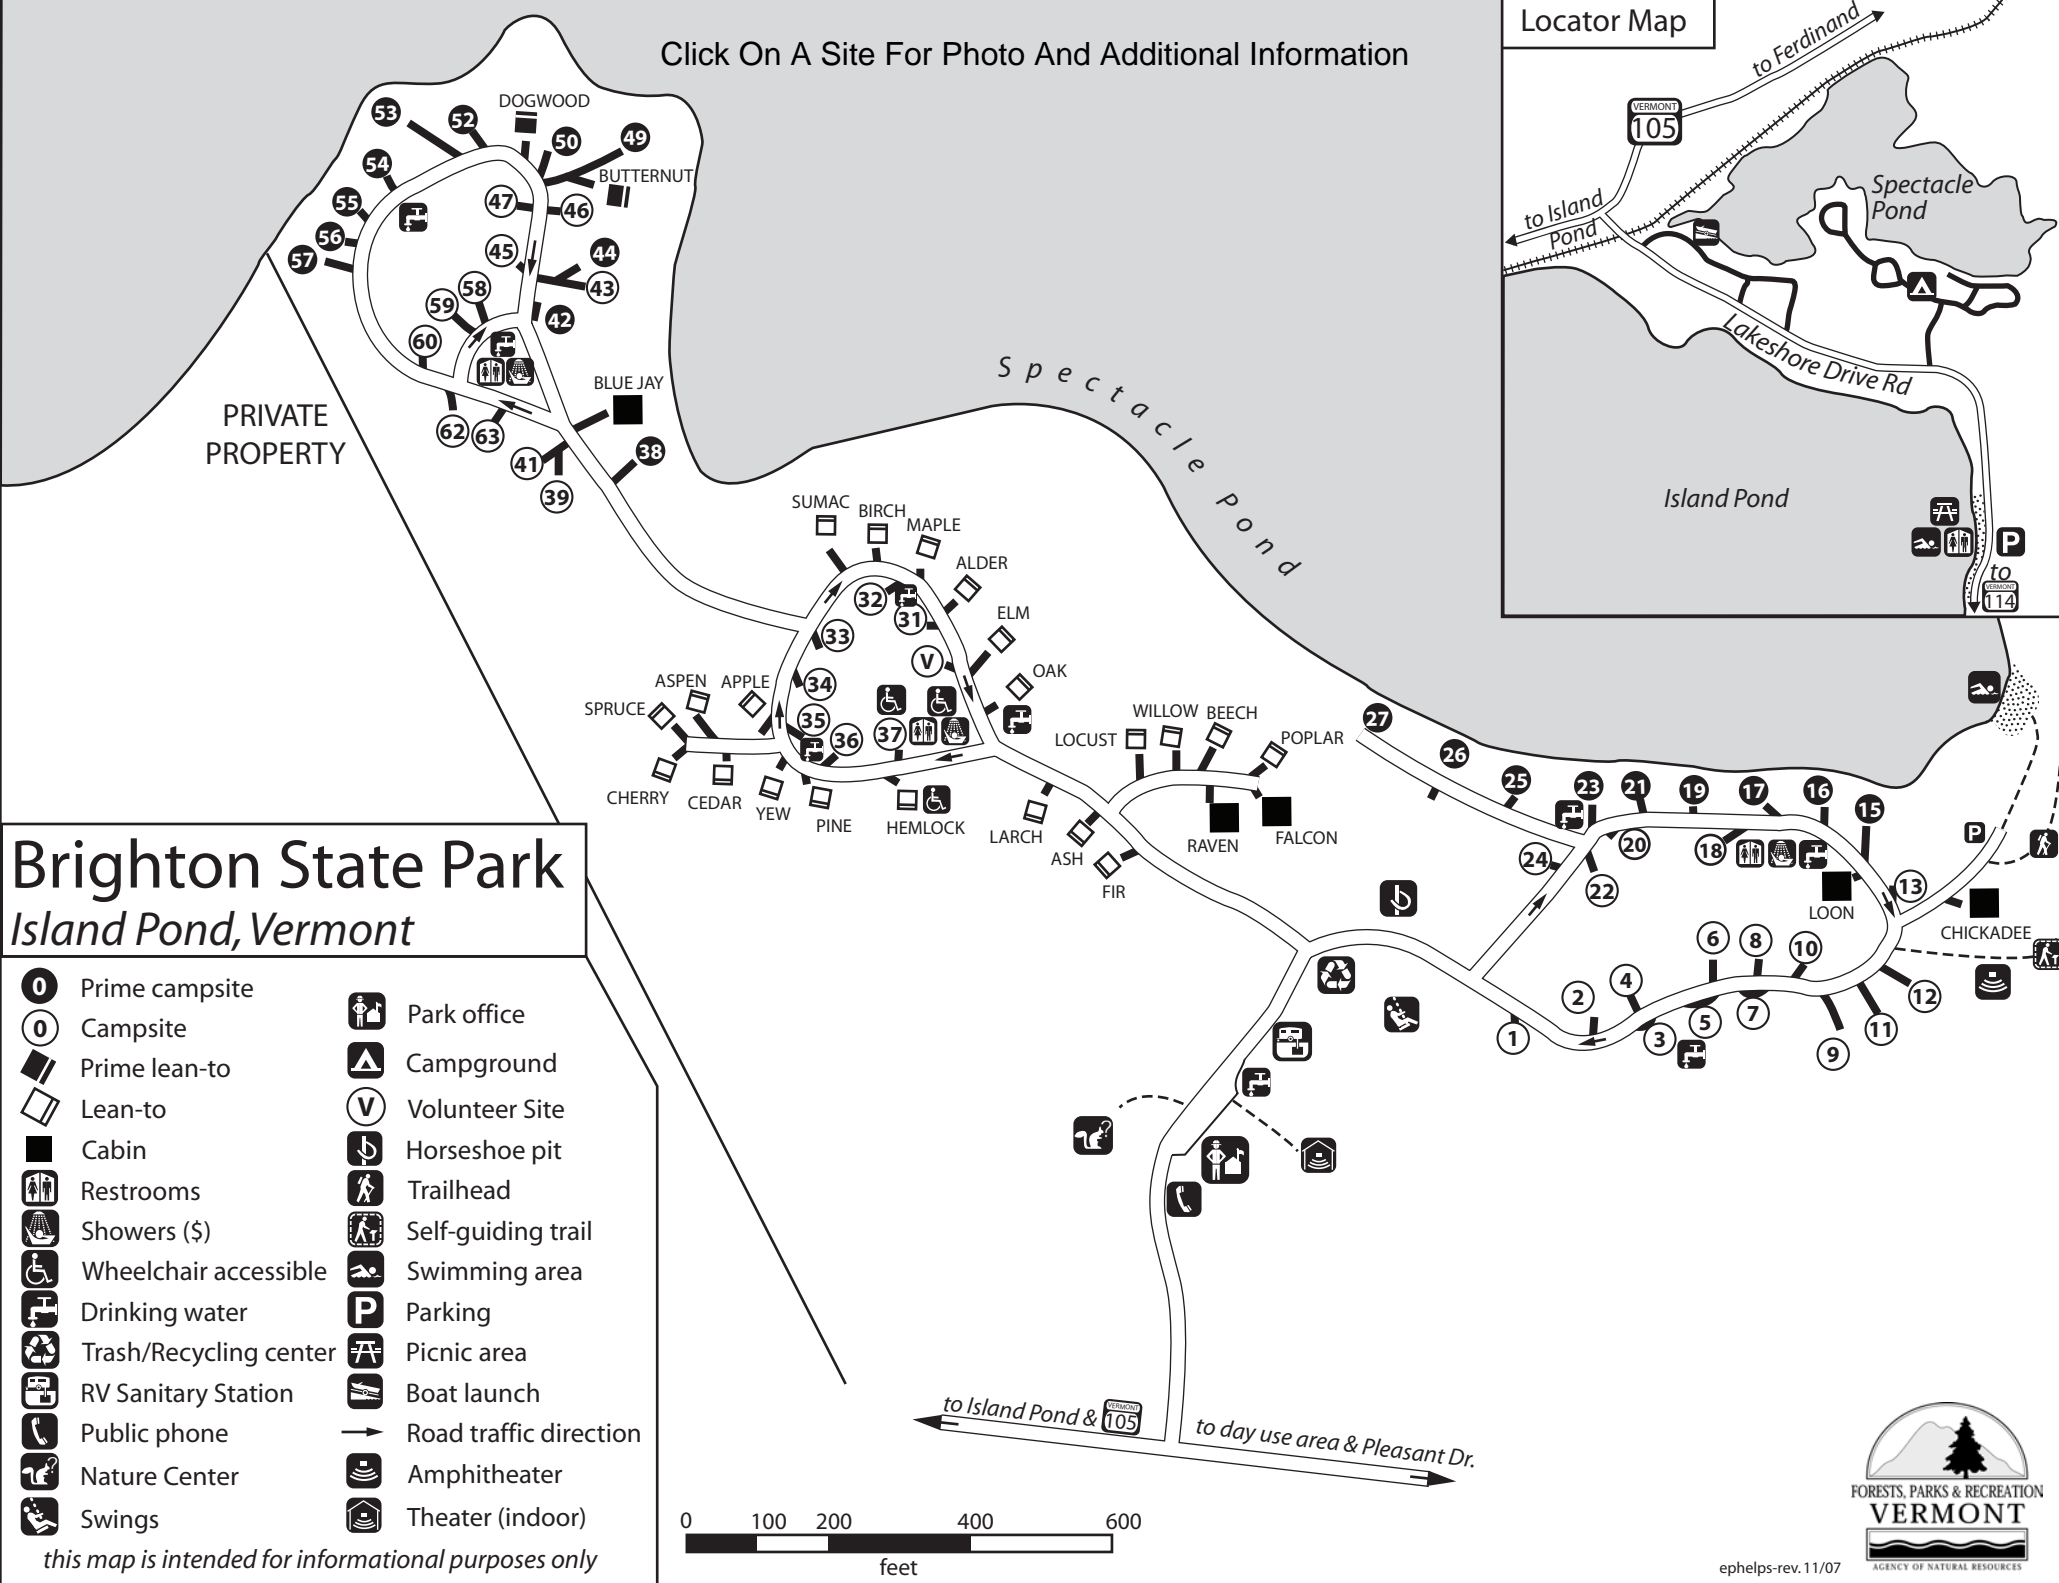 Click On A Site For Photo And Additional Information
Locator Map
to Ferdinand
VERMONT
105
to Island
Pond
Spectacle
Pond
Lakeshore Drive Rd
Island Pond
P
to
VERMONT
114
DOGWOOD
53
52
50
49
BUTTERNUT
54
55
56
57
47
46
45
44
43
58
59
42
60
BLUE JAY
62
63
41
39
38
PRIVATE
PROPERTY
Spectacle Pond
SUMAC
BIRCH
MAPLE
ALDER
ELM
OAK
32
31
33
V
34
35
36
37
ASPEN
APPLE
SPRUCE
CHERRY
CEDAR
YEW
PINE
HEMLOCK
LOCUST
WILLOW
BEECH
POPLAR
LARCH
ASH
FIR
RAVEN
FALCON
27
26
25
23
21
19
17
16
15
24
22
20
18
13
P
LOON
CHICKADEE
6
8
10
2
4
12
1
3
5
7
9
11
Brighton State Park
Island Pond, Vermont
0 Prime campsite
0 Campsite
Prime lean-to
Lean-to
Cabin
Restrooms
Showers ($)
Wheelchair accessible
Drinking water
Trash/Recycling center
RV Sanitary Station
Public phone
Nature Center
Swings
Park office
Campground
V Volunteer Site
Horseshoe pit
Trailhead
Self-guiding trail
Swimming area
P Parking
Picnic area
Boat launch
Road traffic direction
Amphitheater
Theater (indoor)
this map is intended for informational purposes only
to Island Pond & VERMONT 105
to day use area & Pleasant Dr.
0 100 200 400 600
feet
FORESTS, PARKS & RECREATION
VERMONT
AGENCY OF NATURAL RESOURCES
ephelps-rev. 11/07